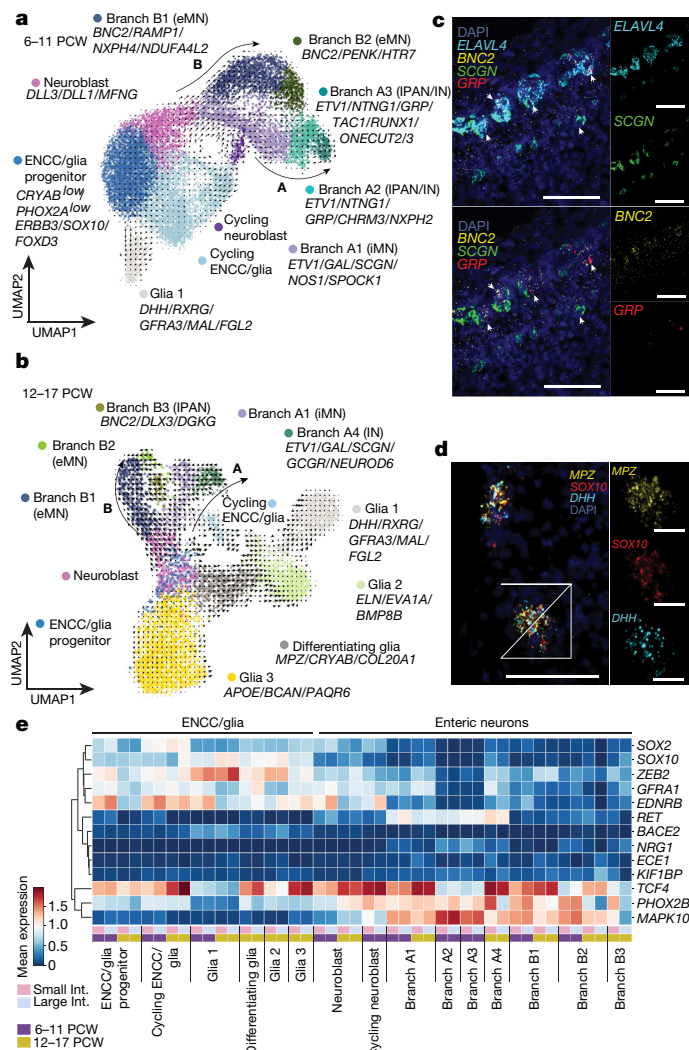 a
6–11 PCW
Branch B1 (eMN)
BNC2/RAMP1/
NXPH4/NDUFA4L2
B
Branch B2 (eMN)
BNC2/PENK/HTR7
Neuroblast
DLL3/DLL1/MFNG
Branch A3 (IPAN/IN)
ETV1/NTNG1/GRP/
TAC1/RUNX1/
ONECUT2/3
ENCC/glia
progenitor
CRYAB low/
PHOX2A low
ERBB3/SOX10/
FOXD3
A
Branch A2 (IPAN/IN)
ETV1/NTNG1/
GRP/CHRM3/NXPH2
Cycling
neuroblast
Cycling
ENCC/glia
Branch A1 (iMN)
ETV1/GAL/SCGN/
NOS1/SPOCK1
Glia 1
DHH/RXRG/
GFRA3/MAL/FGL2
UMAP2
UMAP1
b
12–17 PCW
Branch B3 (IPAN)
BNC2/DLX3/DGKG
Branch A1 (iMN)
Branch B2
(eMN)
Branch A4 (IN)
ETV1/GAL/SCGN/
GCGR/NEUROD6
A
Branch B1
(eMN)
B
Cycling
ENCC/glia
Glia 1
DHH/RXRG/
GFRA3/MAL/
FGL2
Neuroblast
Glia 2
ELN/EVA1A/
BMP8B
ENCC/glia
progenitor
Differentiating glia
MPZ/CRYAB/COL20A1
Glia 3
APOE/BCAN/PAQR6
UMAP2
UMAP1
c
DAPI
ELAVL4
BNC2
SCGN
GRP
ELAVL4
SCGN
DAPI
BNC2
SCGN
GRP
BNC2
GRP
d
MPZ
SOX10
DHH
DAPI
MPZ
SOX10
DHH
e
ENCC/glia
Enteric neurons
SOX2
SOX10
ZEB2
GFRA1
EDNRB
RET
BACE2
NRG1
ECE1
KIF1BP
TCF4
PHOX2B
MAPK10
Mean expression
1.5
1.0
0.5
0
Small Int.
Large Int.
6–11 PCW
12–17 PCW
ENCC/glia
progenitor
Cycling ENCC/
glia
Glia 1
Differentiating glia
Glia 2
Glia 3
Neuroblast
Cycling neuroblast
Branch A1
Branch A2
Branch A3
Branch A4
Branch B1
Branch B2
Branch B3